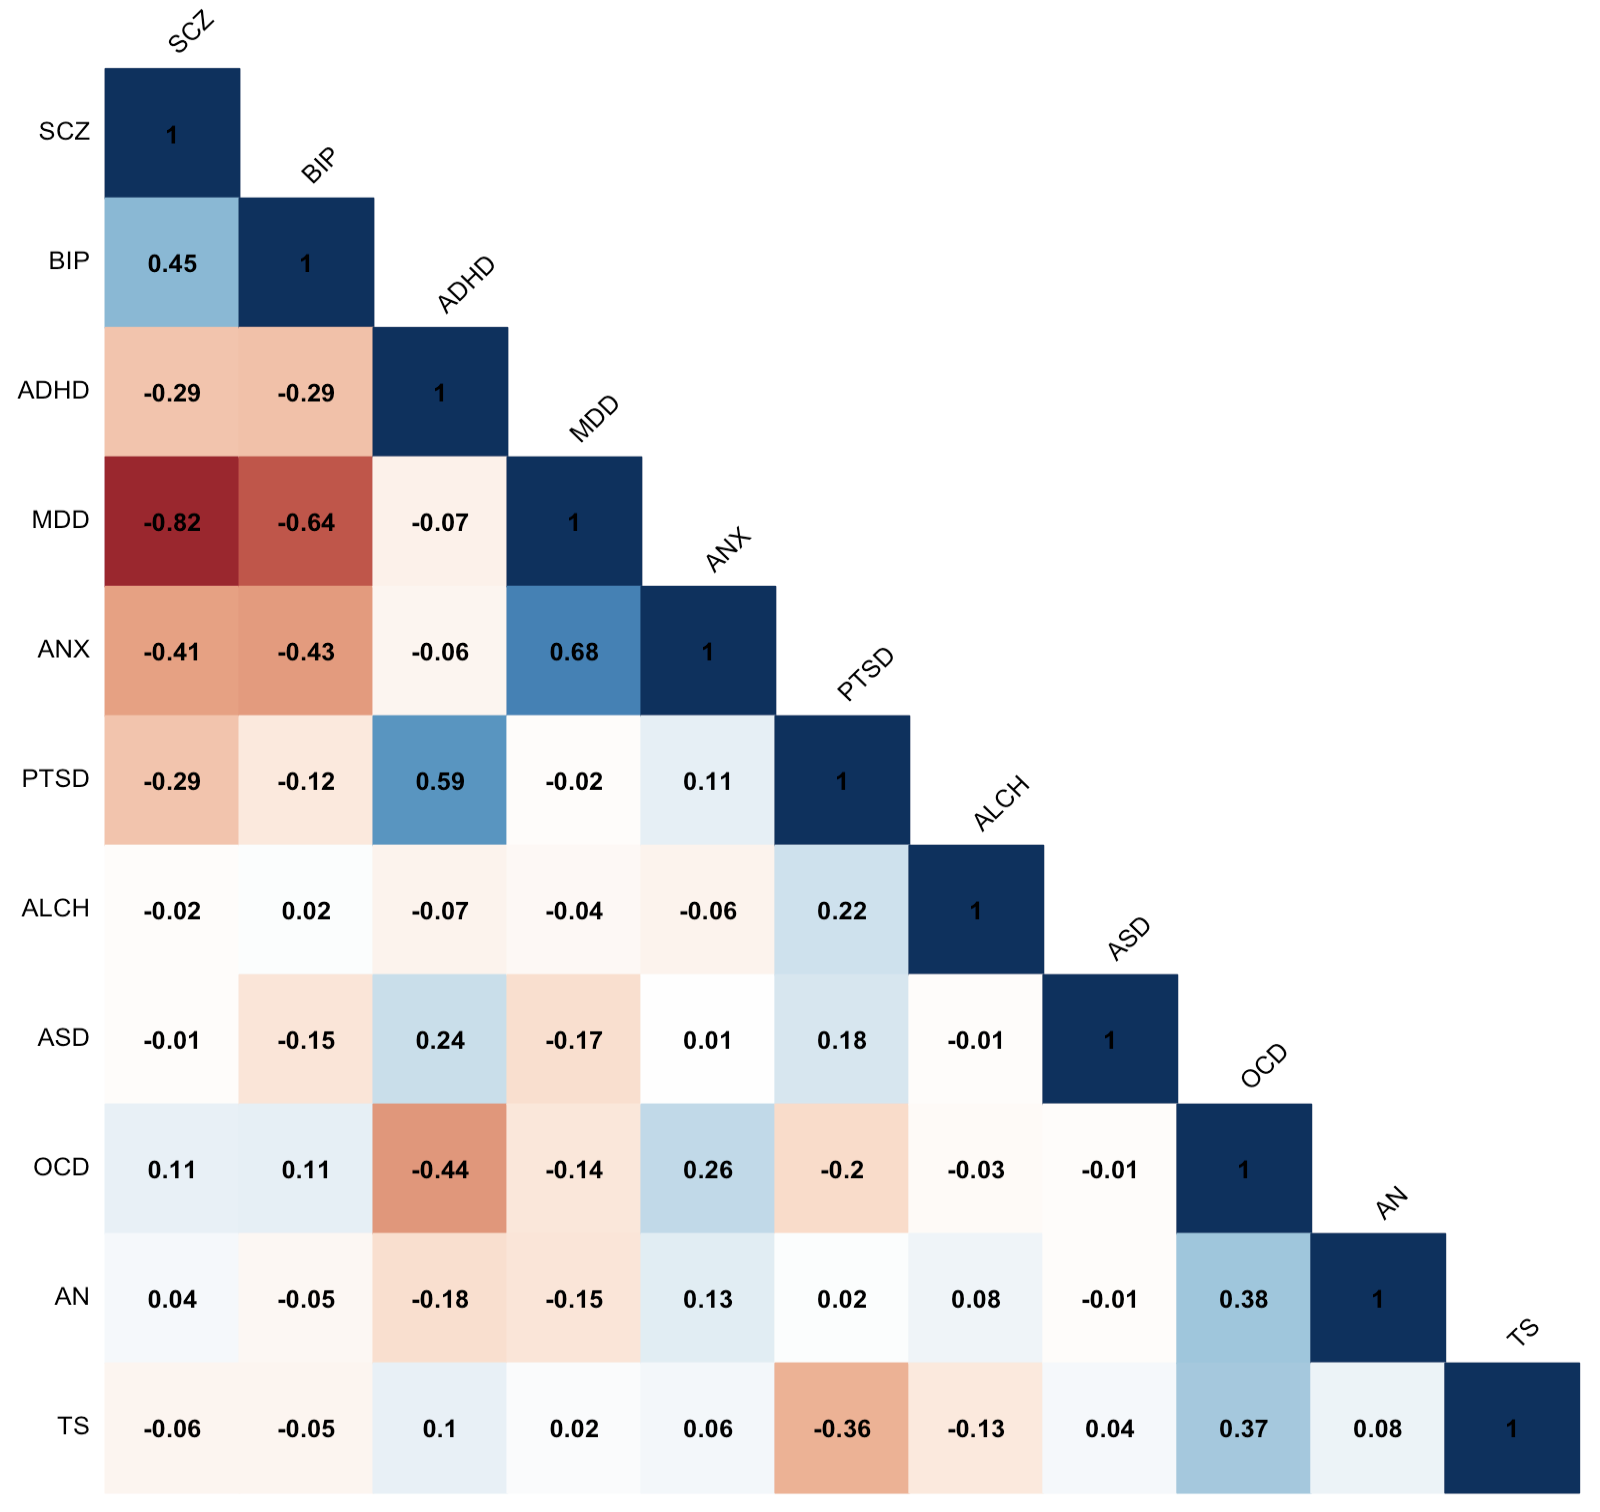 SCZ
SCZ 1
BIP
BIP 0.45 1
ADHD
ADHD -0.29 -0.29 1
MDD
MDD -0.82 -0.64 -0.07 1
ANX
ANX -0.41 -0.43 -0.06 0.68 1
PTSD
PTSD -0.29 -0.12 0.59 -0.02 0.11 1
ALCH
ALCH -0.02 0.02 -0.07 -0.04 -0.06 0.22 1
ASD
ASD -0.01 -0.15 0.24 -0.17 0.01 0.18 -0.01 1
OCD
OCD 0.11 0.11 -0.44 -0.14 0.26 -0.2 -0.03 -0.01 1
AN
AN 0.04 -0.05 -0.18 -0.15 0.13 0.02 0.08 -0.01 0.38 1
TS
TS -0.06 -0.05 0.1 0.02 0.06 -0.36 -0.13 0.04 0.37 0.08 1